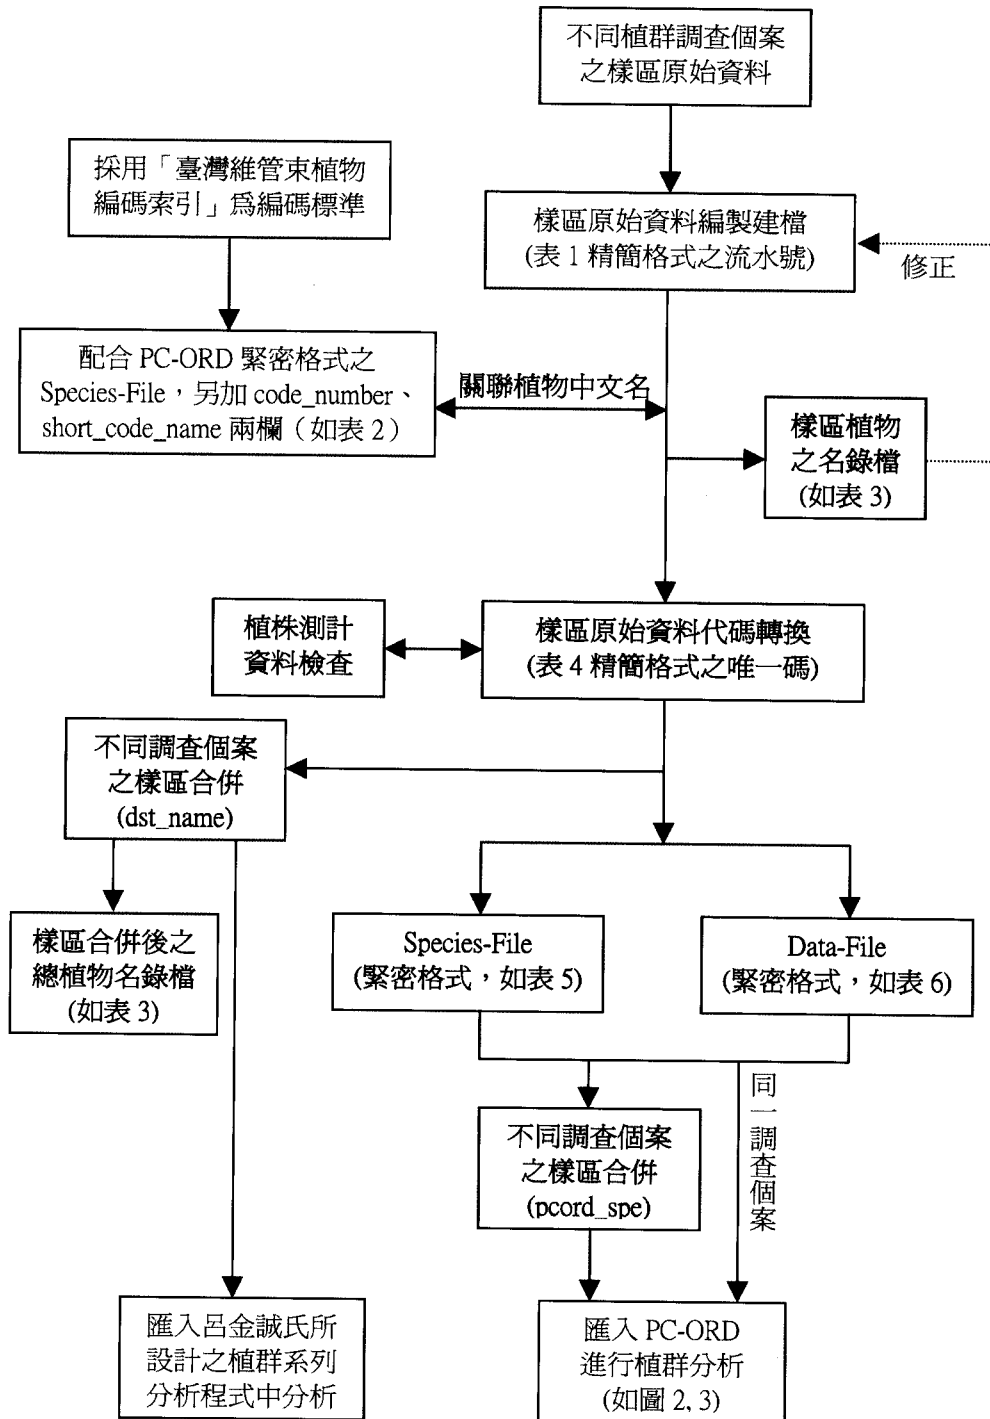 不同植群調查個案
之樣區原始資料
採用「臺灣維管束植物
編碼索引」為編碼標準
樣區原始資料編製建檔
(表 1 精簡格式之流水號)
修正
配合 PC-ORD 緊密格式之
Species-File，另加 code_number、
short_code_name 兩欄（如表 2）
關聯植物中文名
樣區植物
之名錄檔
(如表 3)
植株測計
資料檢查
樣區原始資料代碼轉換
(表 4 精簡格式之唯一碼)
不同調查個案
之樣區合併
(dst_name)
樣區合併後之
總植物名錄檔
(如表 3)
Species-File
(緊密格式，如表 5)
Data-File
(緊密格式，如表 6)
同一調查個案
不同調查個案
之樣區合併
(pcord_spe)
匯入呂金誠氏所
設計之植群系列
分析程式中分析
匯入 PC-ORD
進行植群分析
(如圖 2, 3)